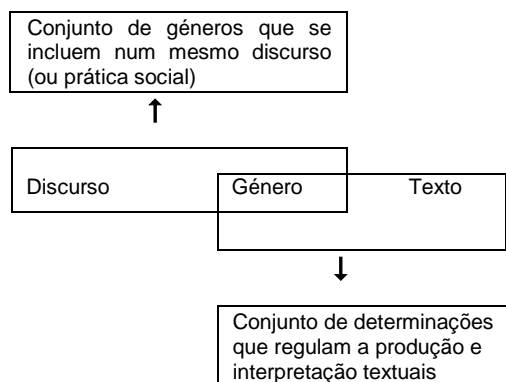 Conjunto de géneros que se
incluem num mesmo discurso
(ou prática social)
Discurso Género Texto
Conjunto de determinações
que regulam a produção e
interpretação textuais